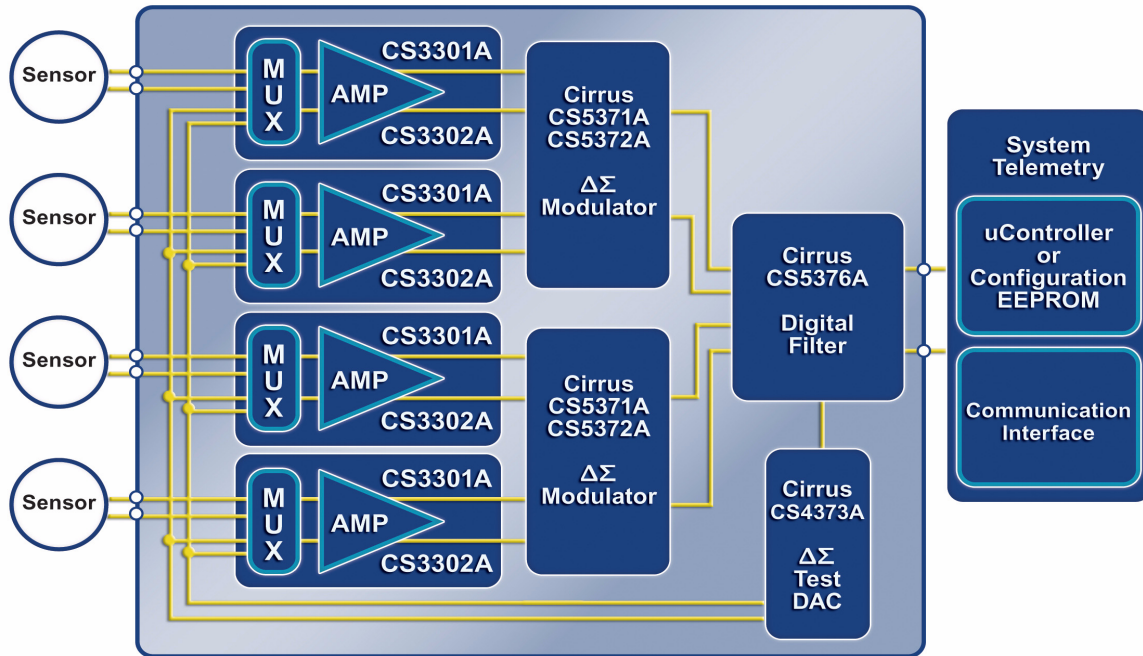 Sensor
M
U
X
AMP
CS3301A
CS3302A
Sensor
M
U
X
AMP
CS3301A
CS3302A
Sensor
M
U
X
AMP
CS3301A
CS3302A
Sensor
M
U
X
AMP
CS3301A
CS3302A
Cirrus
CS5371A
CS5372A
ΔΣ
Modulator
Cirrus
CS5371A
CS5372A
ΔΣ
Modulator
Cirrus
CS5376A
Digital
Filter
Cirrus
CS4373A
ΔΣ
Test
DAC
System
Telemetry
uController
or
Configuration
EEPROM
Communication
Interface